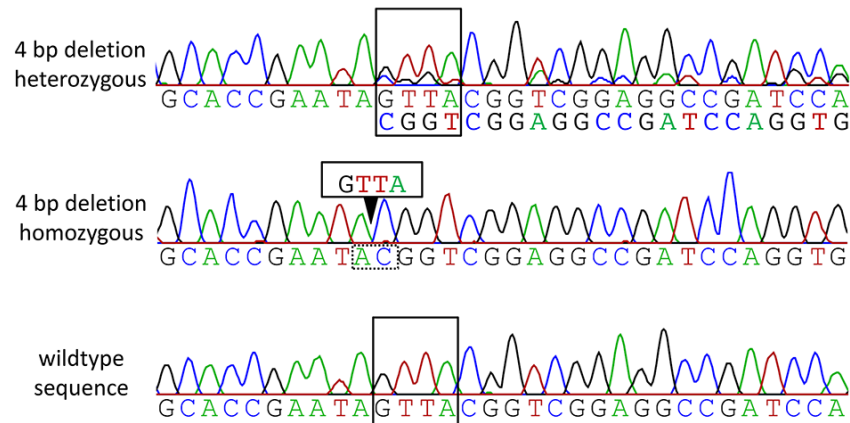 4 bp deletion
heterozygous
GCACCGAATAGTTACGGTCGGAGGCCGATCCA
CGGTCGGAGGCCGATCCAGGTG
GTTA
4 bp deletion
homozygous
GCACCGAATACGGTCGGAGGCCGATCCAGGTG
wildtype
sequence
GCACCGAATAGTTACGGTCGGAGGCCGATCCA